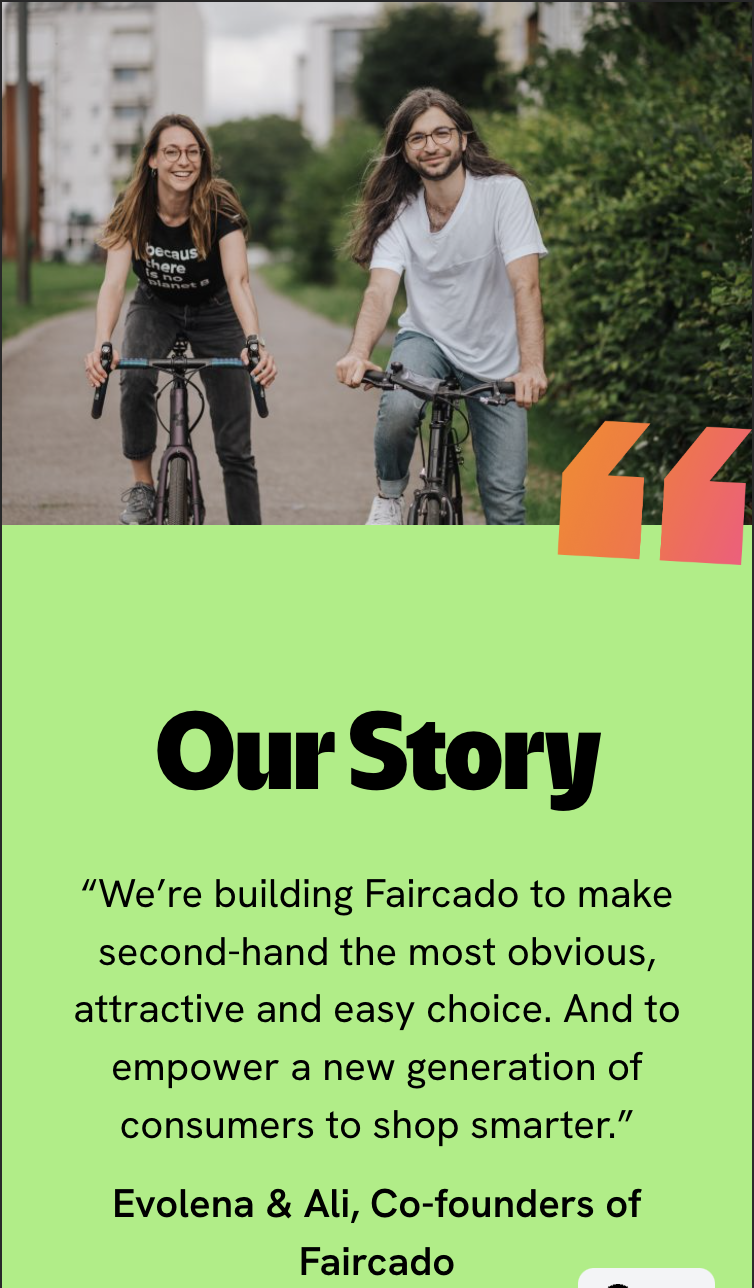 becaus
there
is no
planet B
Our Story
“We’re building Faircado to make
second-hand the most obvious,
attractive and easy choice. And to
empower a new generation of
consumers to shop smarter.”
Evolena & Ali, Co-founders of
Faircado